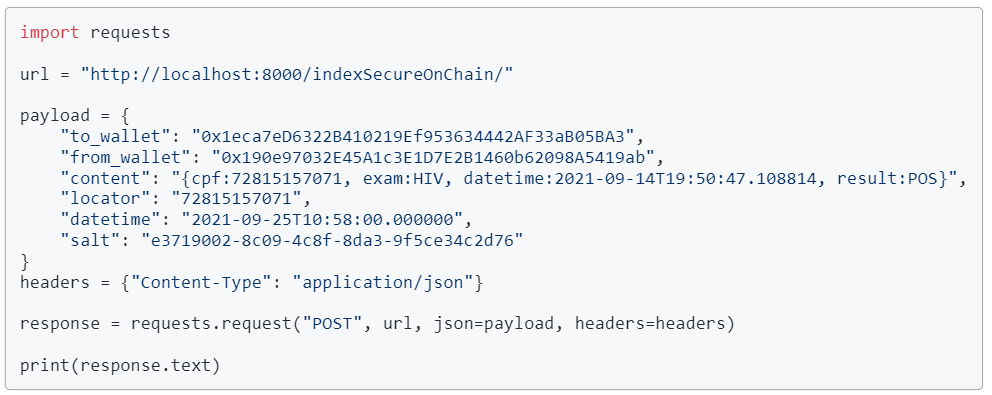 import requests
url = "http://localhost:8000/indexSecureOnChain/"
payload = {
    "to_wallet": "0x1eca7eD6322B410219Ef953634442AF33aB05BA3",
    "from_wallet": "0x190e97032E45A1c3E1D7E2B1460b62098A5419ab",
    "content": "{cpf:72815157071, exam:HIV, datetime:2021-09-14T19:50:47.108814, result:POS}",
    "locator": "72815157071",
    "datetime": "2021-09-25T10:58:00.000000",
    "salt": "e3719002-8c09-4c8f-8da3-9f5ce34c2d76"
}
headers = {"Content-Type": "application/json"}
response = requests.request("POST", url, json=payload, headers=headers)
print(response.text)